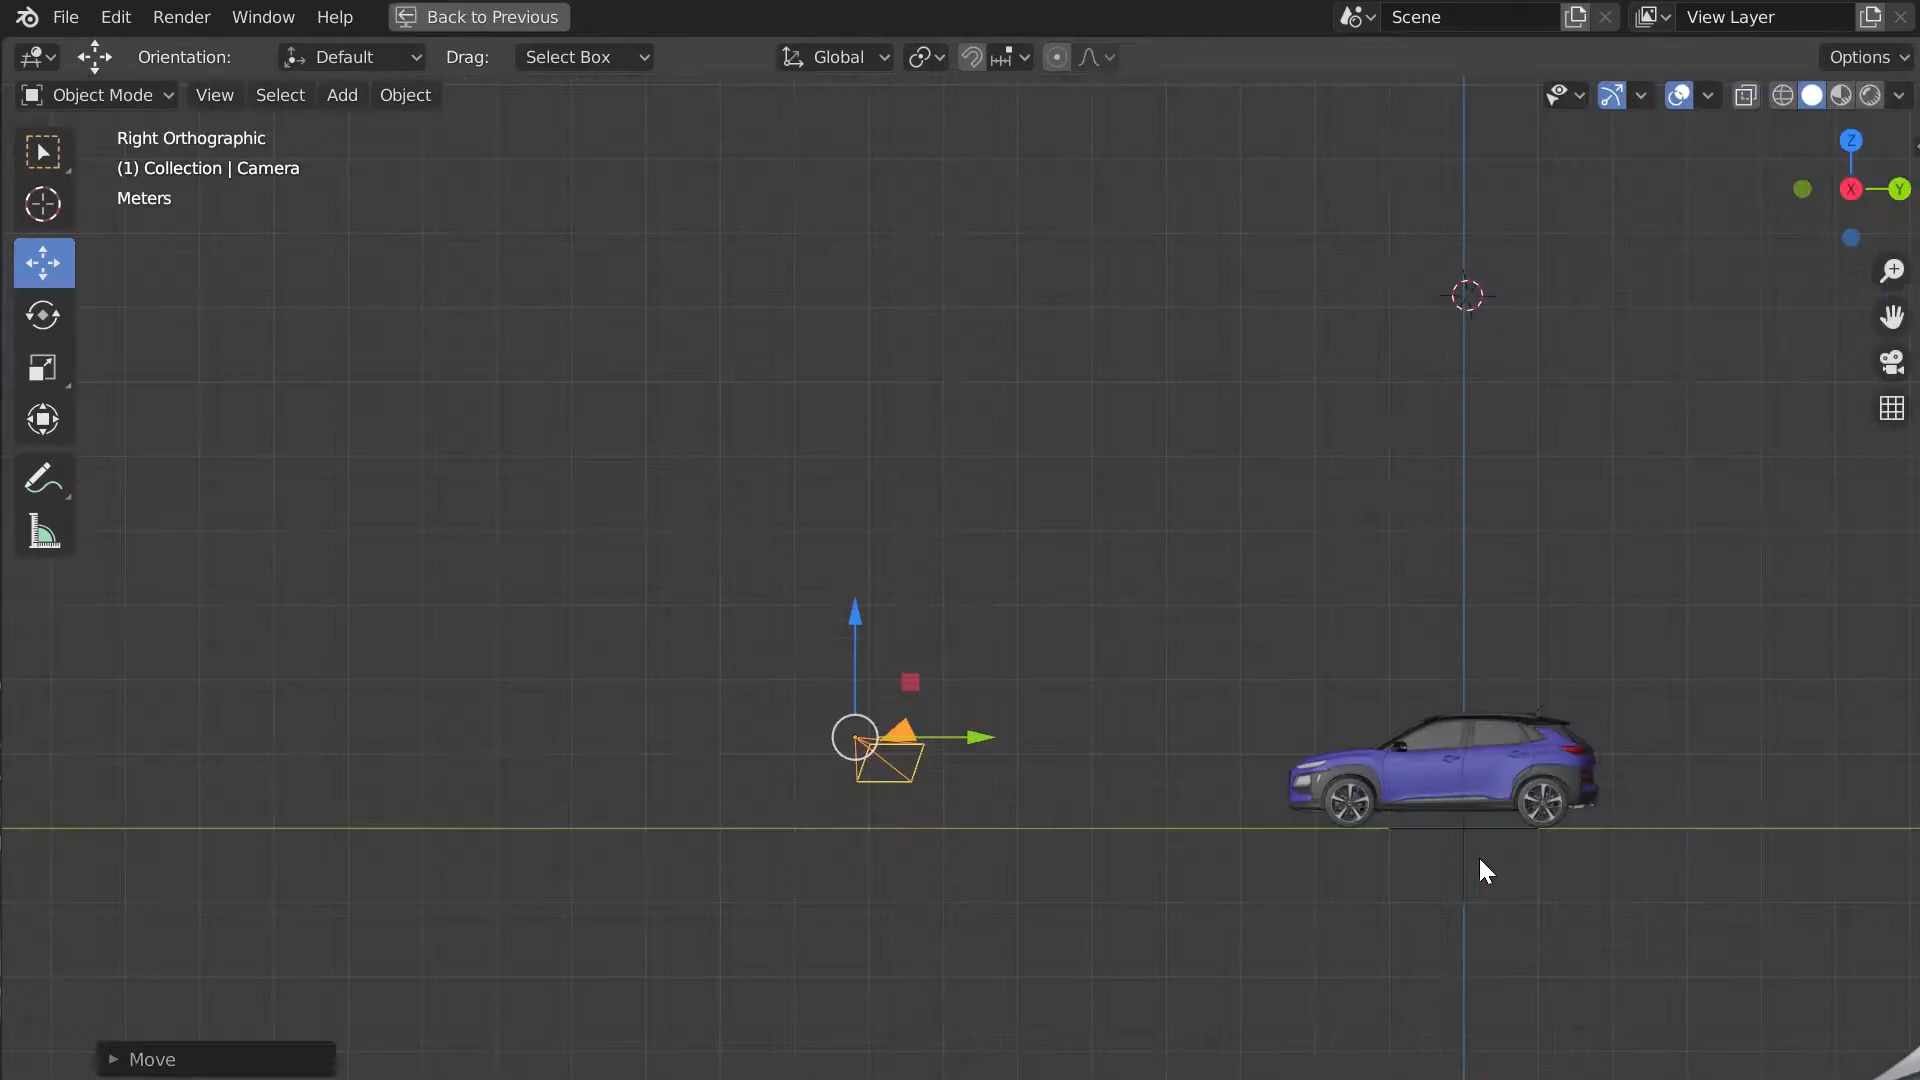 File Edit Render Window Help Back to Previous Scene View Layer
Orientation: Default Drag: Select Box Global Options
Object Mode View Select Add Object
Right Orthographic
(1) Collection | Camera
Meters
Z
X Y
Move